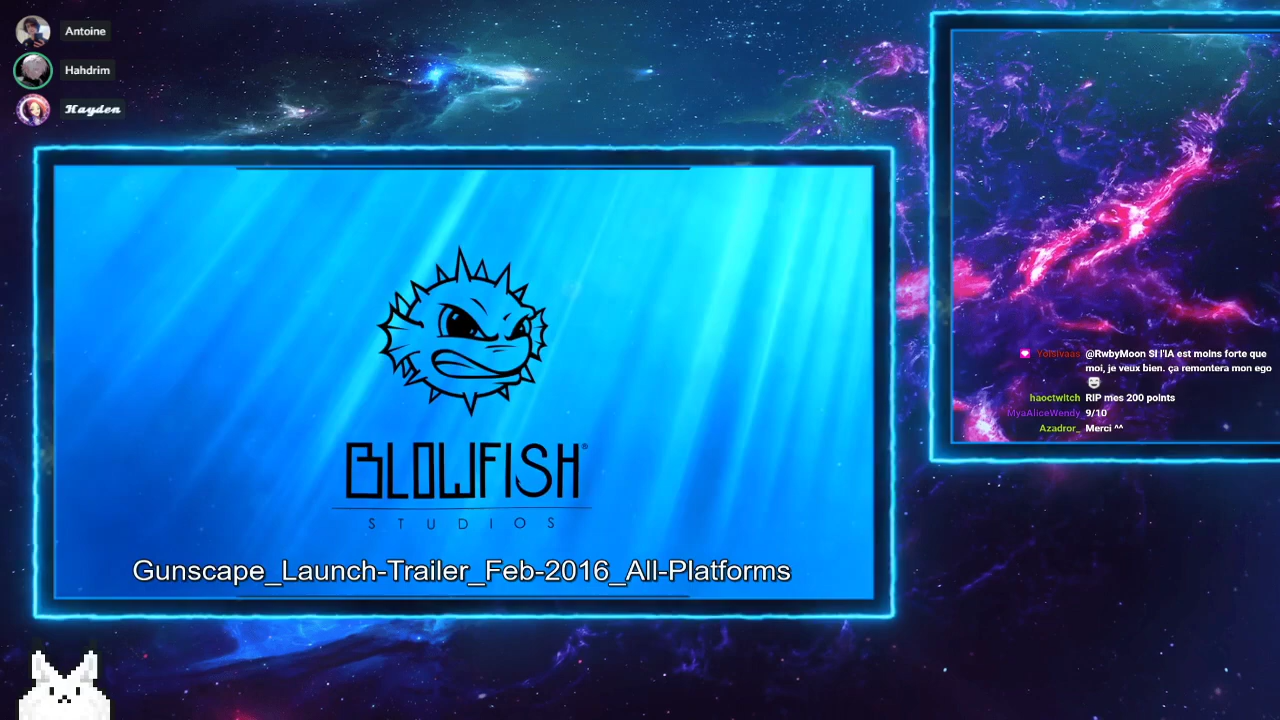 Antoine
Hahdrim
Hayden
BLOWFISH®
STUDIOS
Gunscape_Launch-Trailer_Feb-2016_All-Platforms
Yoisivaas @RwbyMoon SI l'IA est moins forte que
moi, je veux bien. ça remontera mon ego
haoctwitch RIP mes 200 points
MyaAliceWendy 9/10
Azadror_ Merci ^^